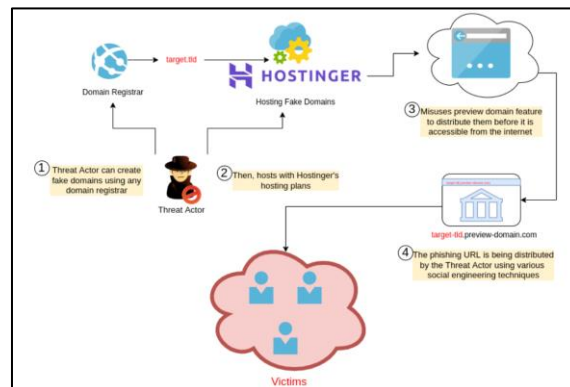 Domain Registrar
target.tld
HOSTINGER
Hosting Fake Domains
1
Threat Actor can create
fake domains using any
domain registrar
Threat Actor
2
Then, hosts with Hostinger's
hosting plans
3
Misuses preview domain feature
to distribute them before it is
accessible from the internet
target-tld.preview-domain.com
4
The phishing URL is being distributed
by the Threat Actor using various
social engineering techniques
Victims